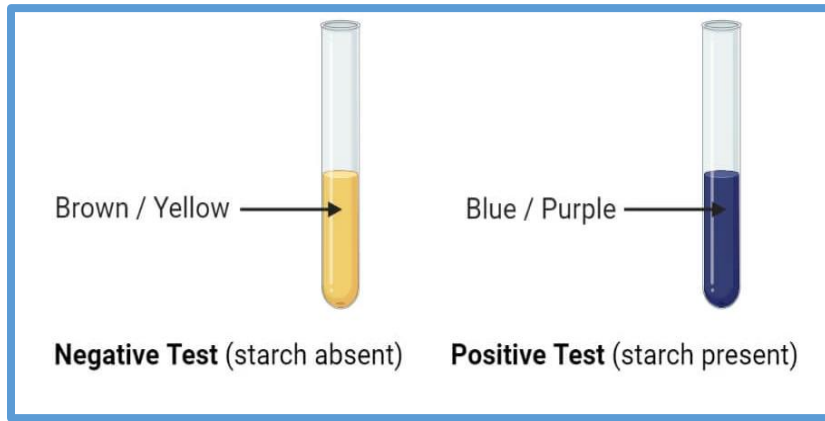 Brown / Yellow
Blue / Purple
Negative Test (starch absent)
Positive Test (starch present)